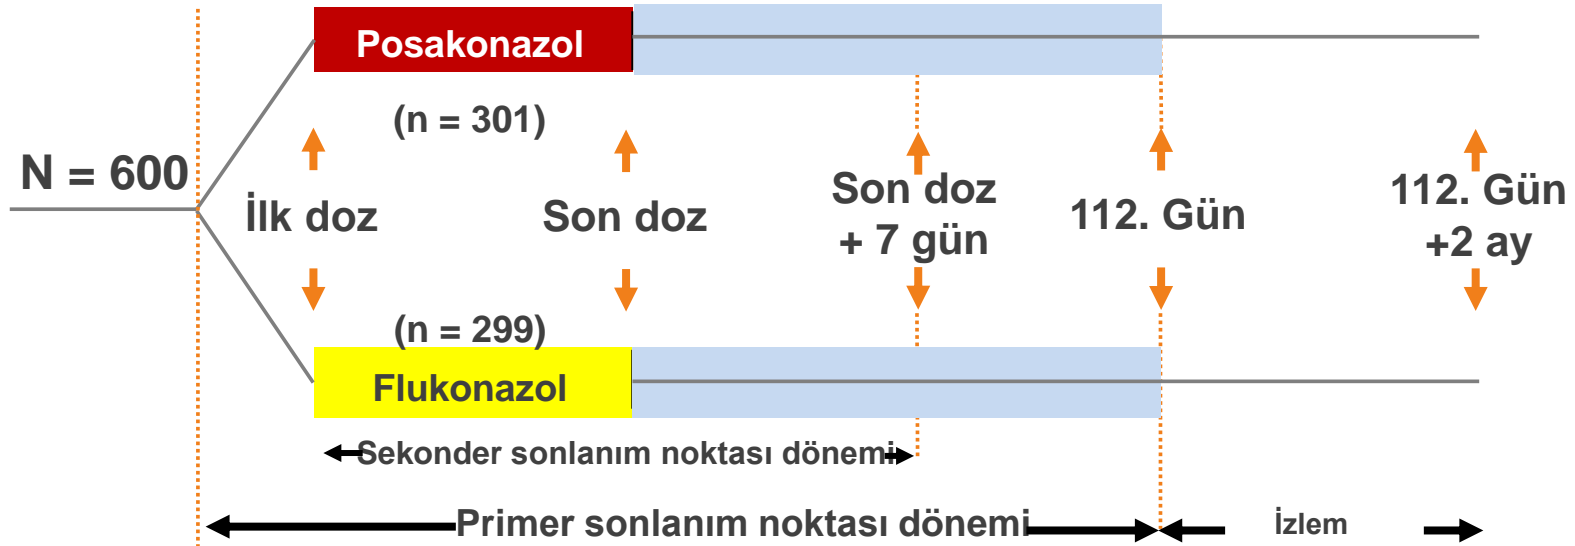 Posakonazol
(n = 301)
N = 600
İlk doz
Son doz
Son doz
+ 7 gün
112. Gün
112. Gün
+2 ay
(n = 299)
Flukonazol
Sekonder sonlanım noktası dönemi
Primer sonlanım noktası dönemi
İzlem